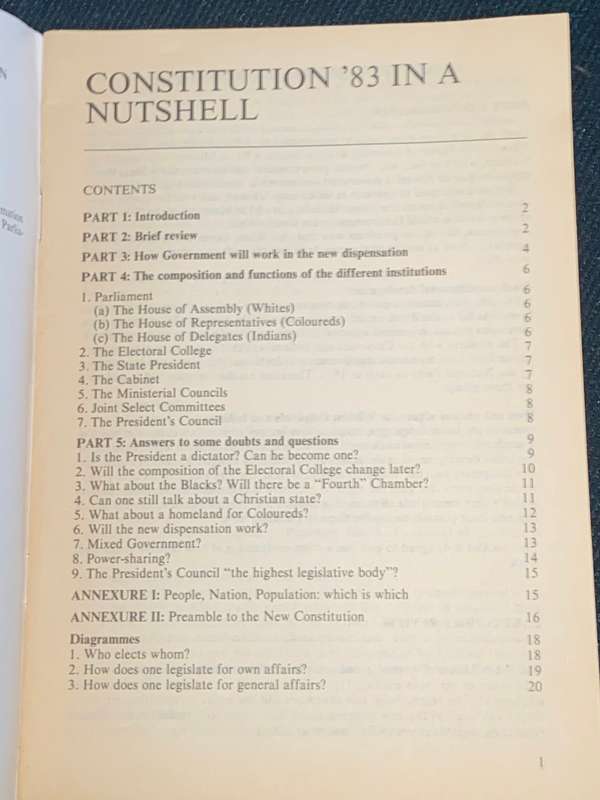 N
CONSTITUTION ’83 IN A
NUTSHELL
CONTENTS
PART 1: Introduction 2
PART 2: Brief review 2
PART 3: How Government will work in the new dispensation 4
PART 4: The composition and functions of the different institutions 6
1. Parliament 6
(a) The House of Assembly (Whites) 6
(b) The House of Representatives (Coloureds) 6
(c) The House of Delegates (Indians) 6
2. The Electoral College 7
3. The State President 7
4. The Cabinet 7
5. The Ministerial Councils 8
6. Joint Select Committees 8
7. The President's Council 8
PART 5: Answers to some doubts and questions 9
1. Is the President a dictator? Can he become one? 9
2. Will the composition of the Electoral College change later? 10
3. What about the Blacks? Will there be a “Fourth” Chamber? 11
4. Can one still talk about a Christian state? 11
5. What about a homeland for Coloureds? 12
6. Will the new dispensation work? 13
7. Mixed Government? 13
8. Power-sharing? 14
9. The President's Council “the highest legislative body”? 15
ANNEXURE I: People, Nation, Population: which is which 15
ANNEXURE II: Preamble to the New Constitution 16
Diagrammes 18
1. Who elects whom? 18
2. How does one legislate for own affairs? 19
3. How does one legislate for general affairs? 20
1